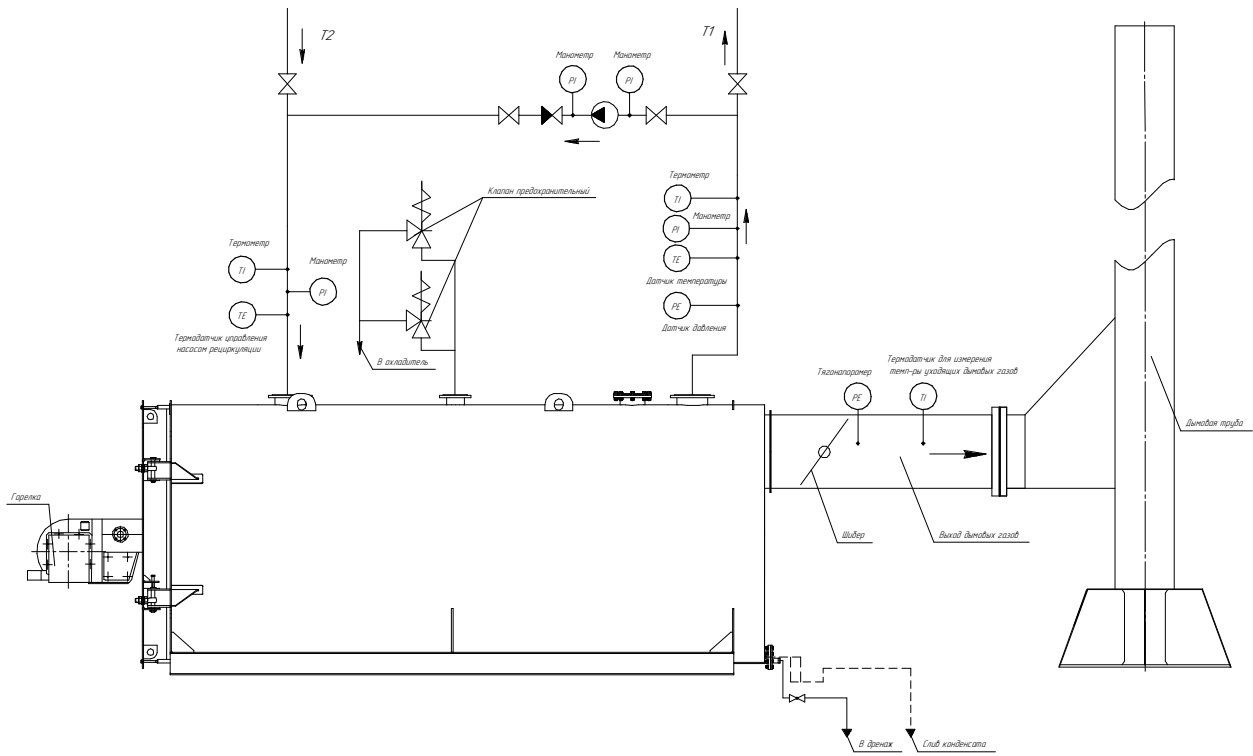 T2
T1
Манометр
Манометр
PI
PI
Клапан предохранительный
Термометр
TI
Манометр
PI
TE
Датчик температуры
PE
Датчик давления
Термометр
TI
Манометр
PI
TE
Термодатчик управления
насосом рециркуляции
В охладитель
Тягонапоромер
PE
Термодатчик для измерения
темп-ры уходящих дымовых газов
TI
Дымовая труба
Горелка
Шибер
Выход дымовых газов
В дренаж
Слив конденсата